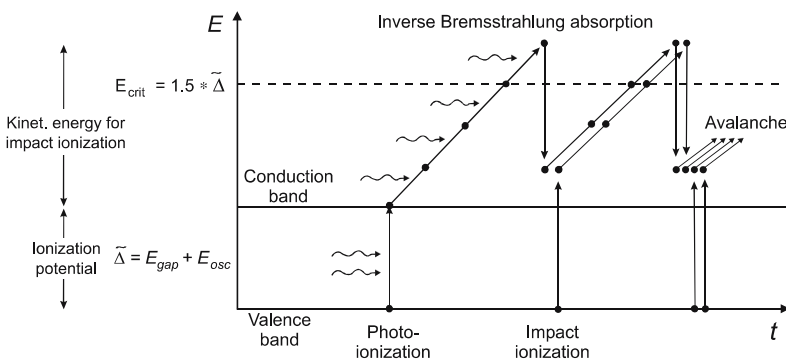 E
Inverse Bremsstrahlung absorption
E_crit = 1.5 * Δ̃
Kinet. energy for
impact ionization
Avalanche
Conduction
band
Ionization
potential
Δ̃ = E_gap + E_osc
Valence
band
Photo-
ionization
Impact
ionization
t